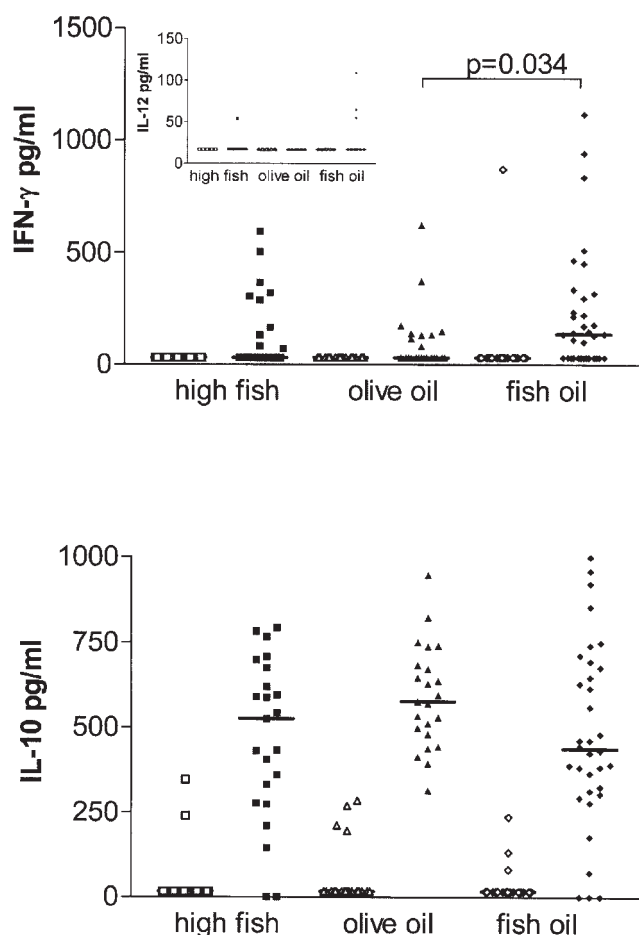 1500
1000
500
0
IFN-γ pg/ml
150
100
50
0
IL-12 pg/ml
high fish olive oil fish oil
p=0.034
high fish olive oil fish oil
1000
750
500
250
0
IL-10 pg/ml
high fish olive oil fish oil